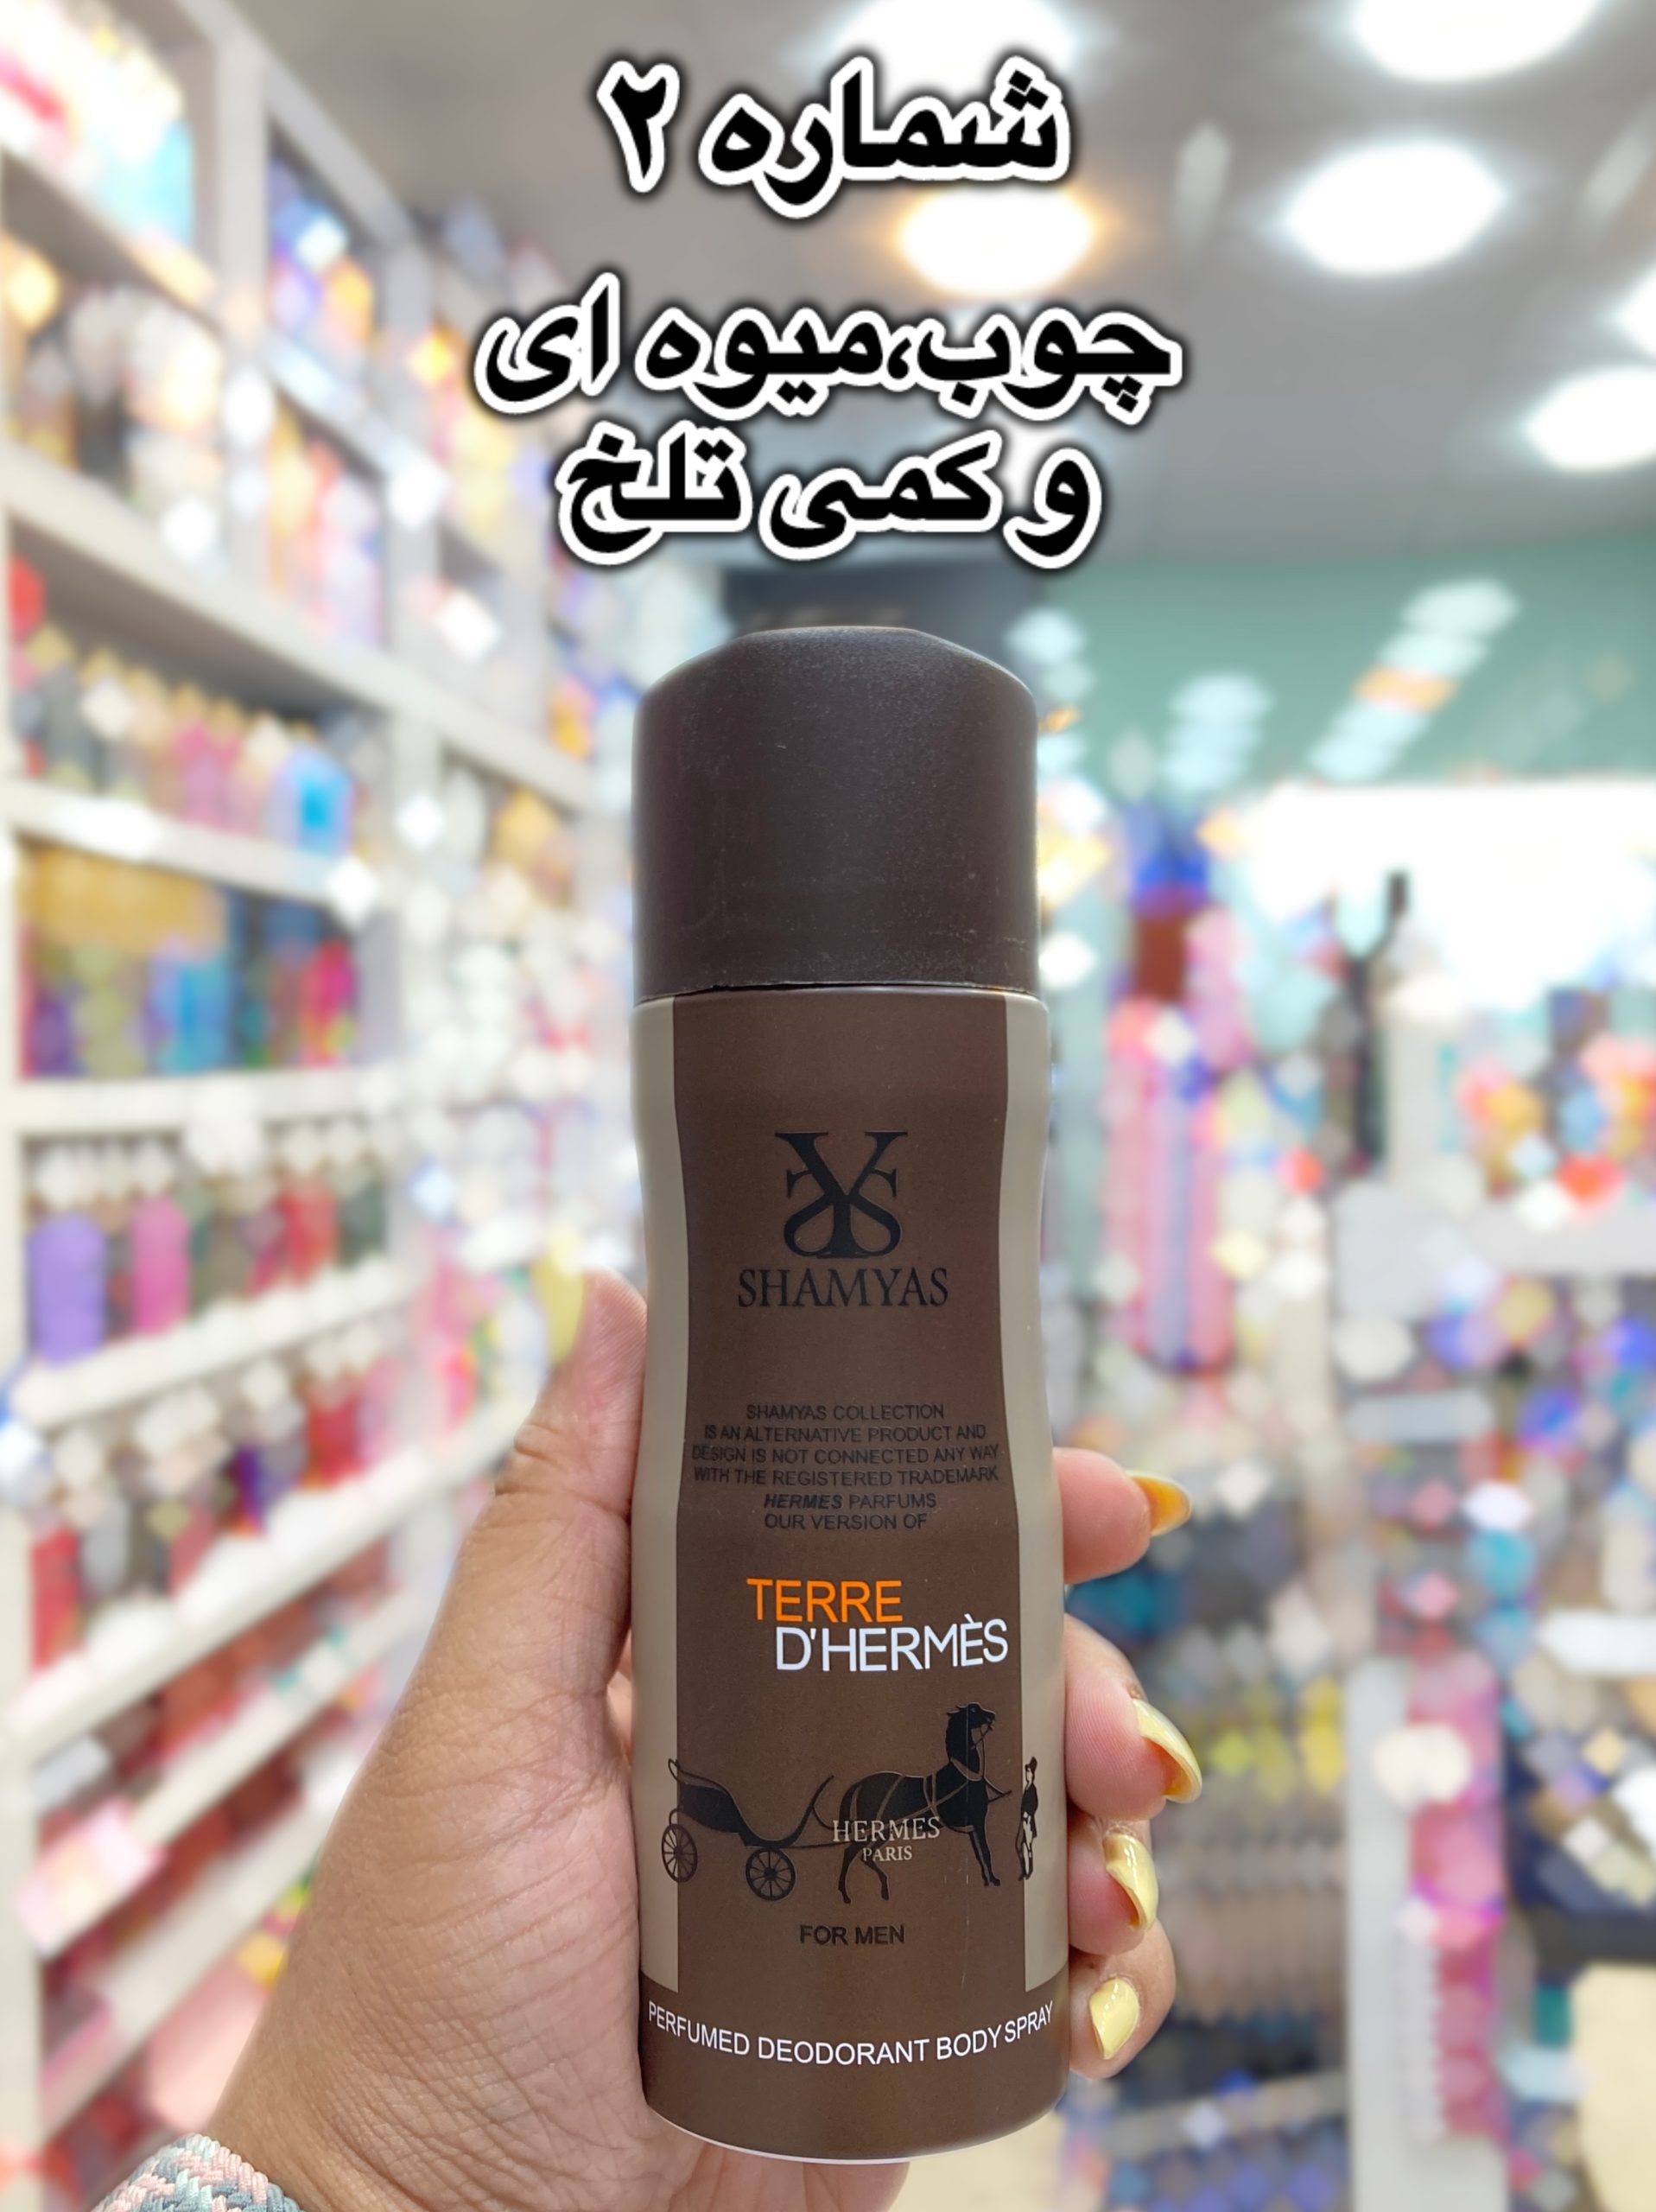 شماره ۲
چوب،میوه ای
و کمی تلخ
SHAMYAS
SHAMYAS COLLECTION
IS AN ALTERNATIVE PRODUCT AND
DESIGN IS NOT CONNECTED ANY WAY
WITH THE REGISTERED TRADEMARK
HERMES PARFUMS
OUR VERSION OF
TERRE
D'HERMÈS
HERMES
PARIS
FOR MEN
PERFUMED DEODORANT BODY SPRAY